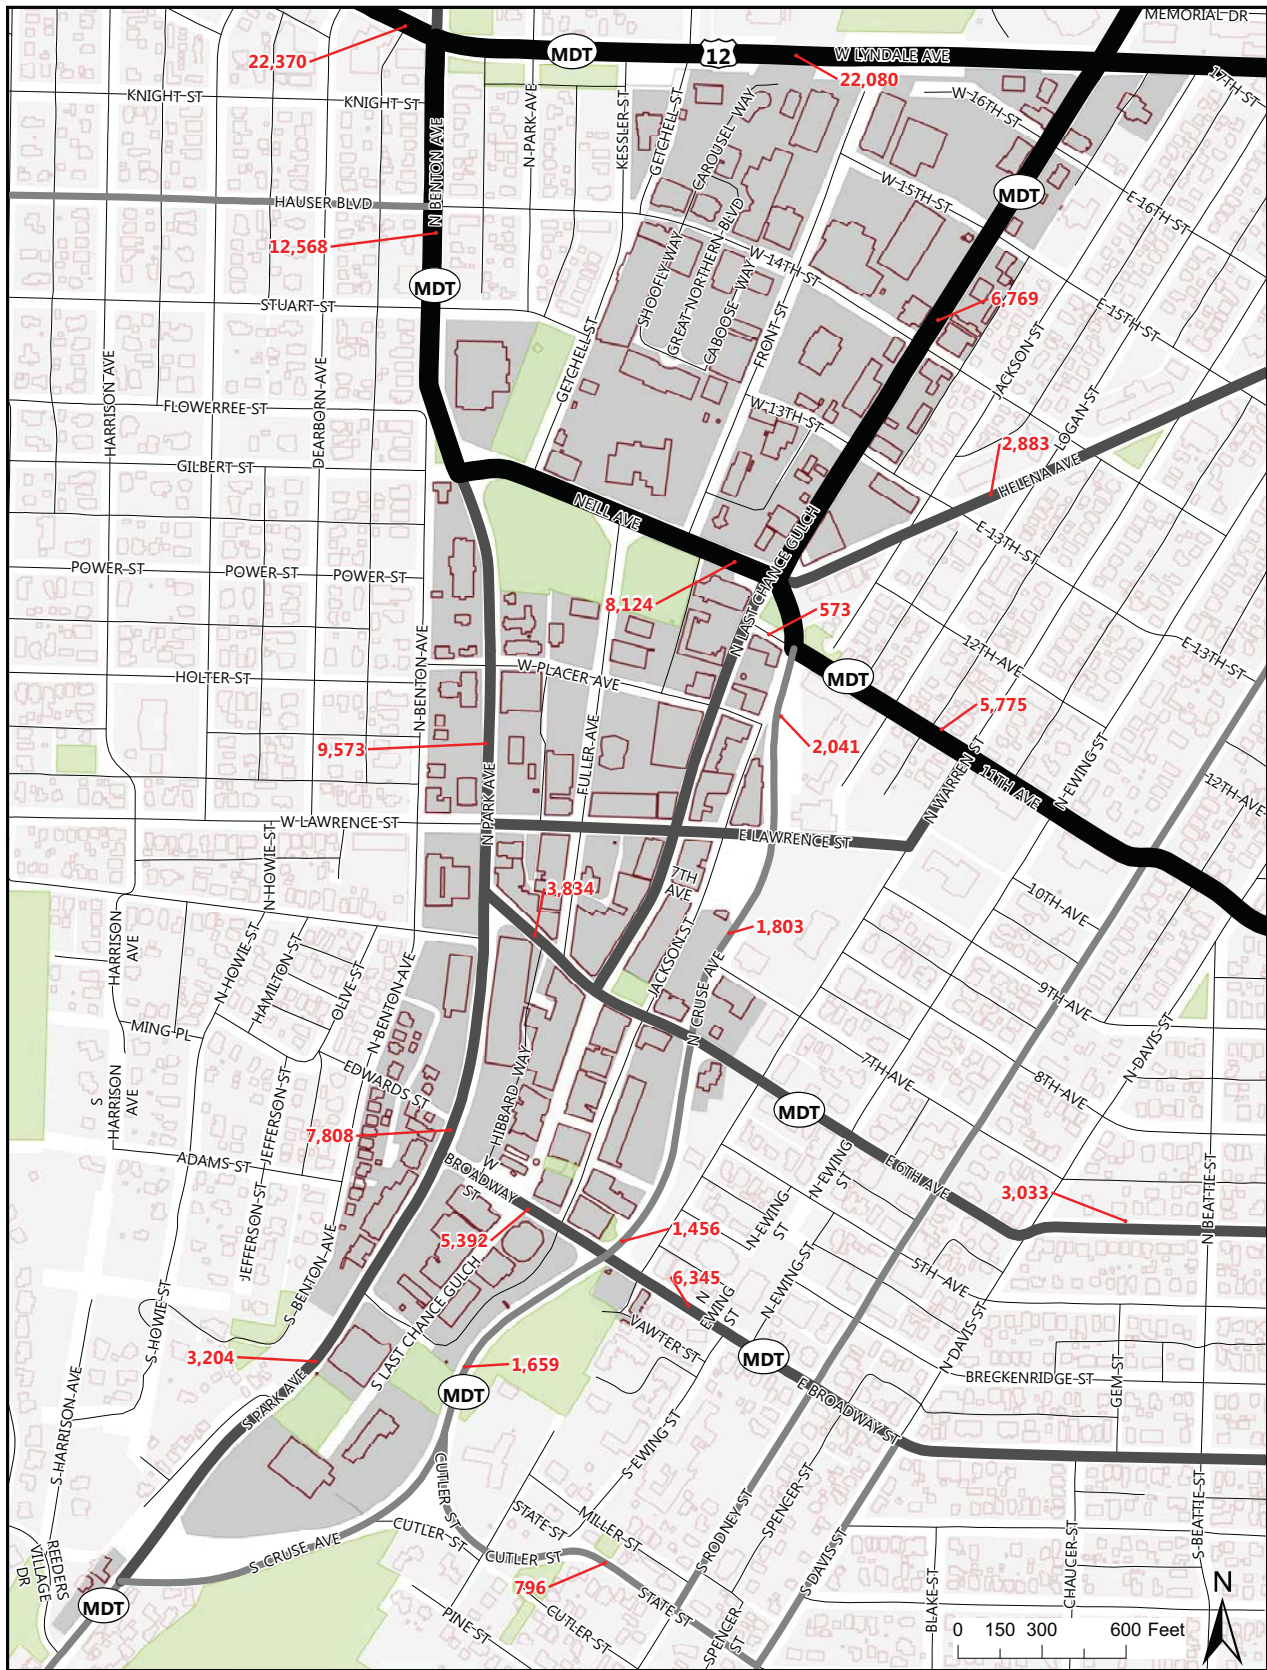 MEMORIAL DR
22,370
MDT
12
W LYNDALE AVE
22,080
17TH ST
KNIGHT ST
KNIGHT ST
N BENTON AVE
N PARK AVE
KESSLER ST
GETCHELL ST
CAROUSEL WAY
W 16TH ST
MDT
W 15TH ST
E 16TH ST
HAUSER BLVD
12,568
SHOOFLY WAY
GREAT NORTHERN BLVD
CABOOSE WAY
W 14TH ST
MDT
STUART ST
6,769
E 15TH ST
HARRISON AVE
DEARBORN AVE
GETCHELL ST
FRONT ST
JACKSON ST
LOGAN ST
FLOWERREE ST
W 13TH ST
2,883
GILBERT ST
HELENA AVE
NEILL AVE
N LAST CHANCE GULCH
E 13TH ST
POWER ST
POWER ST
POWER ST
8,124
573
N BENTON AVE
12TH AVE
E 13TH ST
HOLTER ST
W PLACER AVE
MDT
5,775
9,573
FULLER AVE
2,041
N PARK AVE
N WARREN ST
11TH AVE
N EWING ST
12TH AVE
W LAWRENCE ST
E LAWRENCE ST
N HOWIE ST
3,834
7TH
AVE
10TH AVE
HARRISON
AVE
N HOWIE ST
HAMILTON ST
OLIVE ST
N BENTON AVE
JACKSON ST
1,803
N CRUSE AVE
9TH AVE
MING PL
N DAVIS ST
EDWARDS ST
HIBBARD WAY
7TH AVE
8TH AVE
S
HARRISON
AVE
JEFFERSON ST
MDT
7,808
ADAMS ST
W
BROADWAY
ST
N EWING
ST
E 6TH AVE
N BEATTIE ST
JEFFERSON ST
3,033
N EWING
ST
5,392
1,456
S BENTON AVE
N EWING ST
5TH AVE
6,345
S HOWIE ST
S LAST CHANCE GULCH
N
EWING
ST
VAWTER ST
N DAVIS ST
3,204
1,659
MDT
MDT
BRECKENRIDGE ST
GEM ST
S HARRISON AVE
S PARK AVE
E BROADWAY ST
S EWING ST
CUTLER ST
STATE ST
MILLER ST
S RODNEY ST
SPENCER ST
S BEATTIE ST
CUTLER ST
S CRUSE AVE
CUTLER ST
S DAVIS ST
CHAUCER ST
BLAKE ST
REEDERS
VILLAGE
DR
796
MDT
STATE ST
CUTLER ST
PINE ST
SPENCER
ST
N
0 150 300 600 Feet